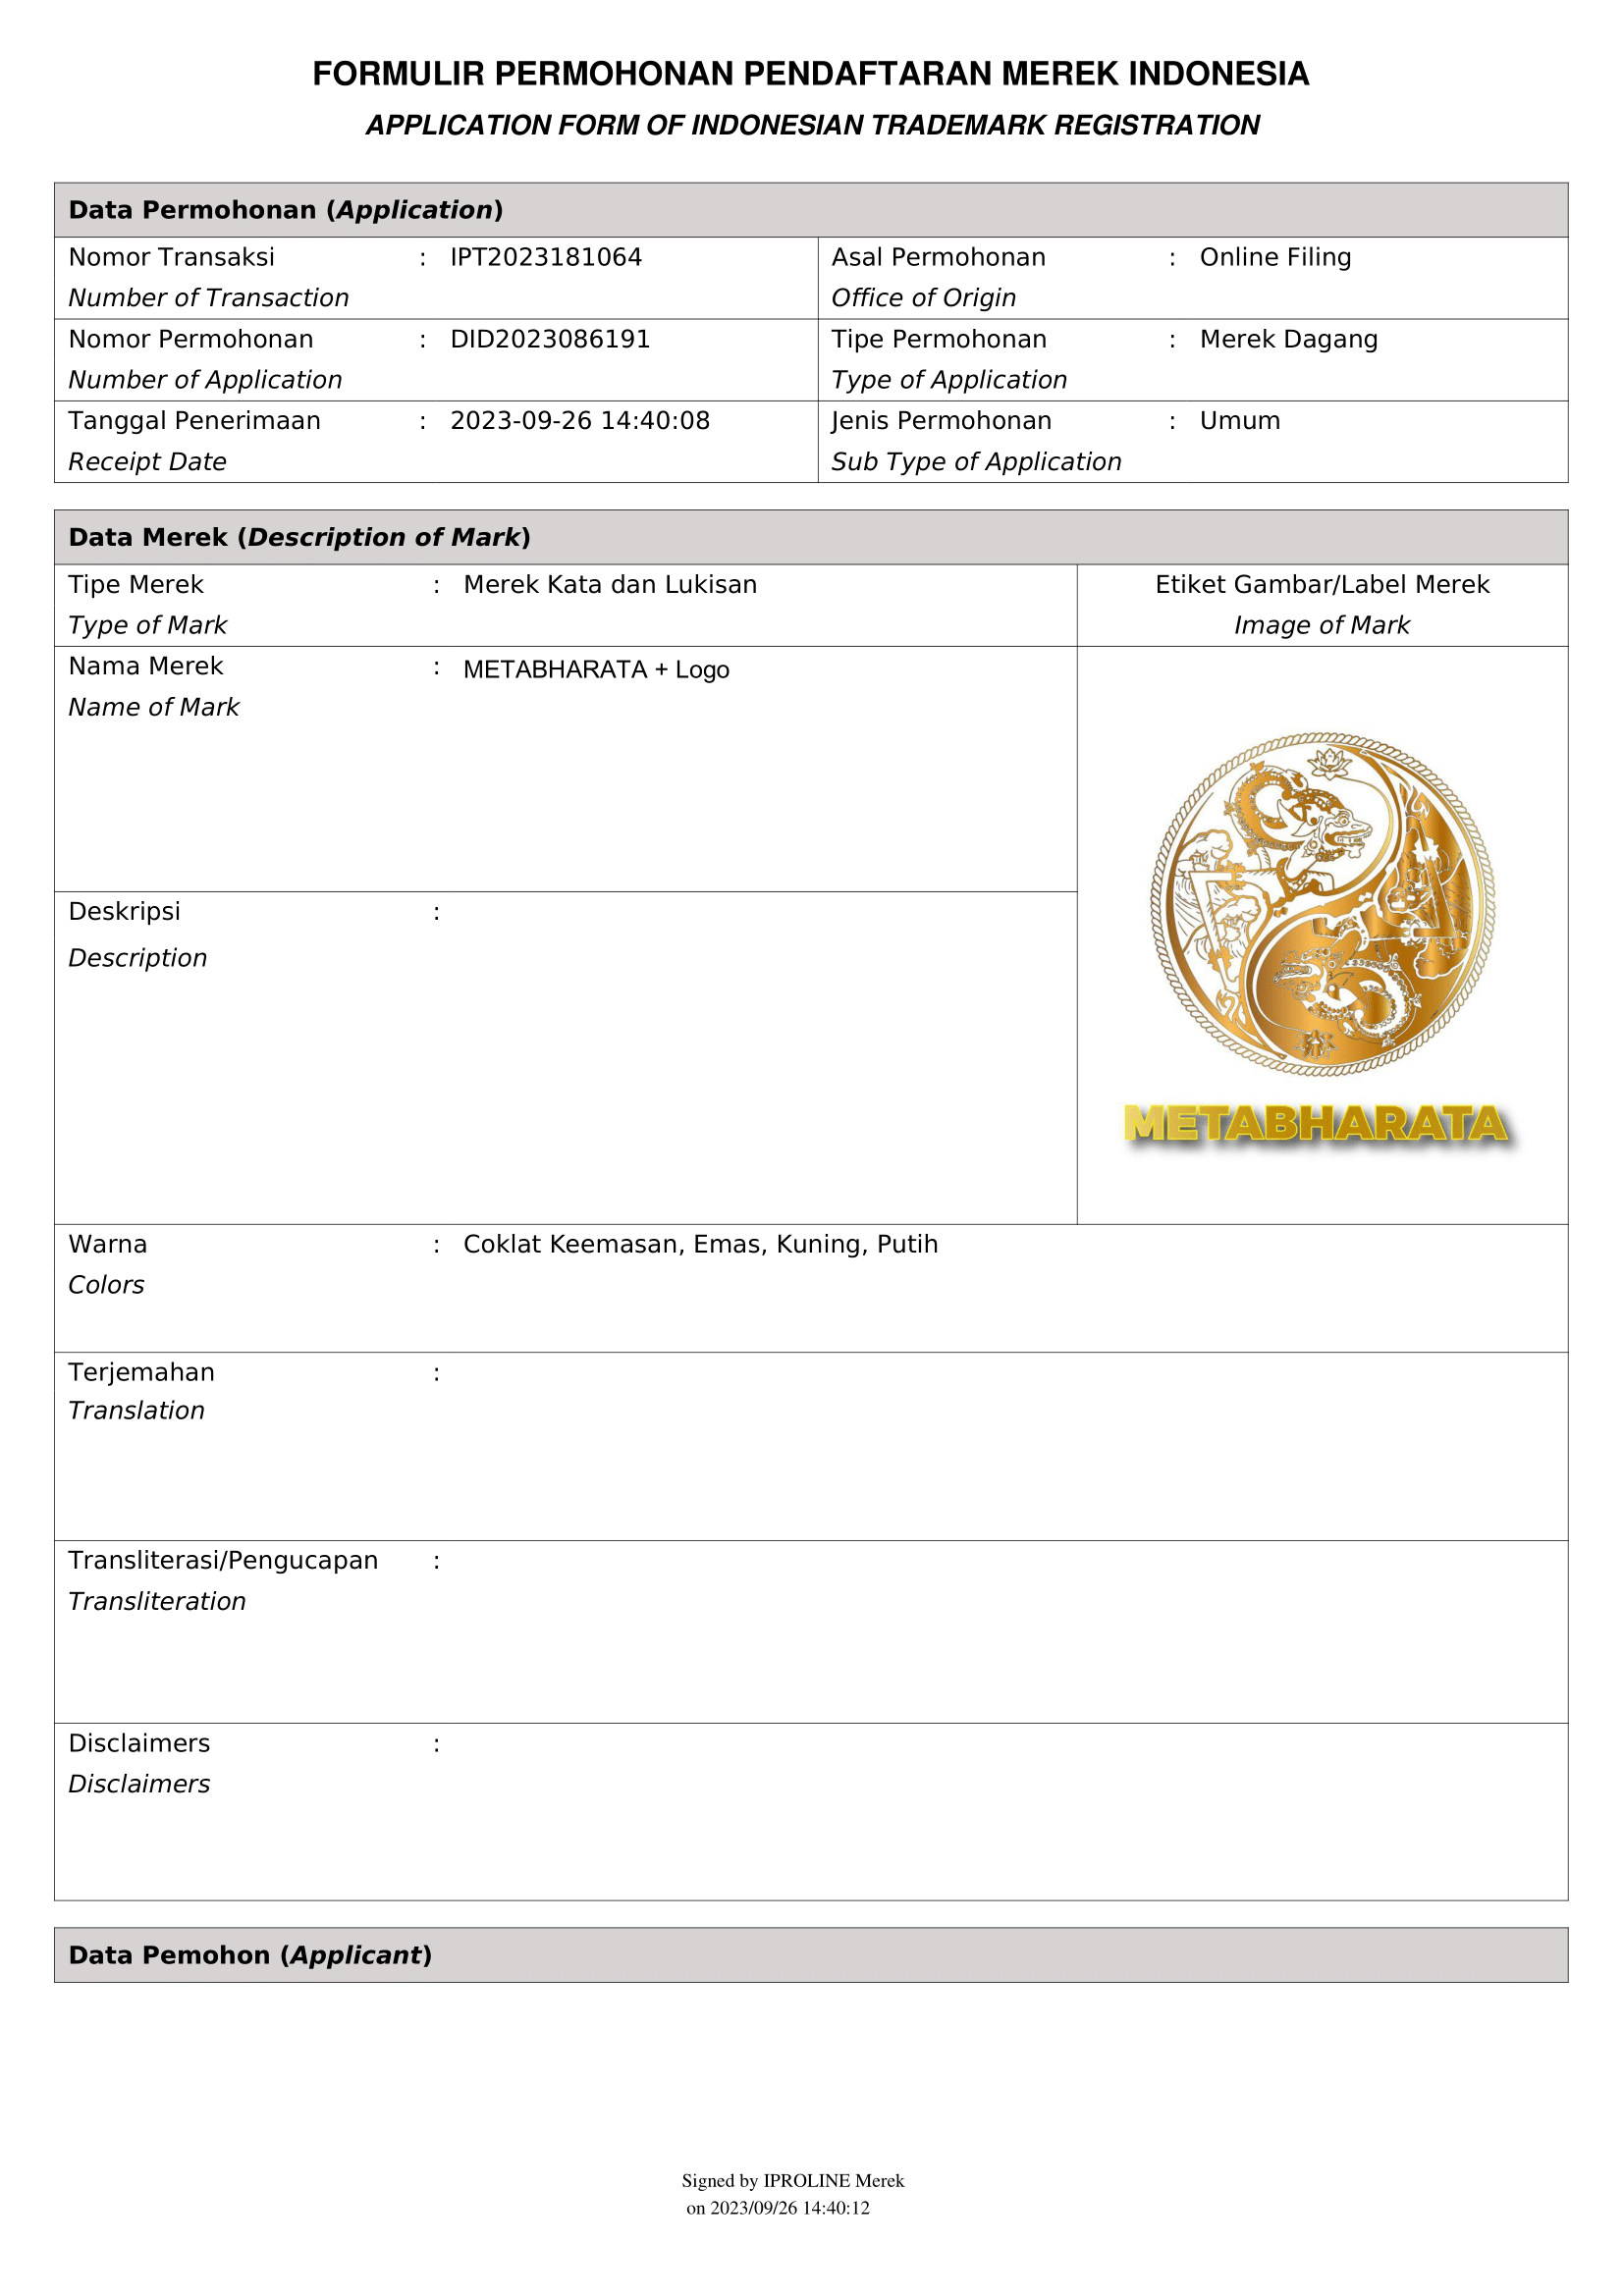 FORMULIR PERMOHONAN PENDAFTARAN MEREK INDONESIA
APPLICATION FORM OF INDONESIAN TRADEMARK REGISTRATION
Data Permohonan (Application)
Nomor Transaksi : IPT2023181064 Asal Permohonan : Online Filing
Number of Transaction Office of Origin
Nomor Permohonan : DID2023086191 Tipe Permohonan : Merek Dagang
Number of Application Type of Application
Tanggal Penerimaan : 2023-09-26 14:40:08 Jenis Permohonan : Umum
Receipt Date Sub Type of Application
Data Merek (Description of Mark)
Tipe Merek : Merek Kata dan Lukisan Etiket Gambar/Label Merek
Type of Mark Image of Mark
Nama Merek : METABHARATA + Logo
Name of Mark
Deskripsi :
Description
METABHARATA
Warna : Coklat Keemasan, Emas, Kuning, Putih
Colors
Terjemahan :
Translation
Transliterasi/Pengucapan :
Transliteration
Disclaimers :
Disclaimers
Data Pemohon (Applicant)
Signed by IPROLINE Merek
on 2023/09/26 14:40:12